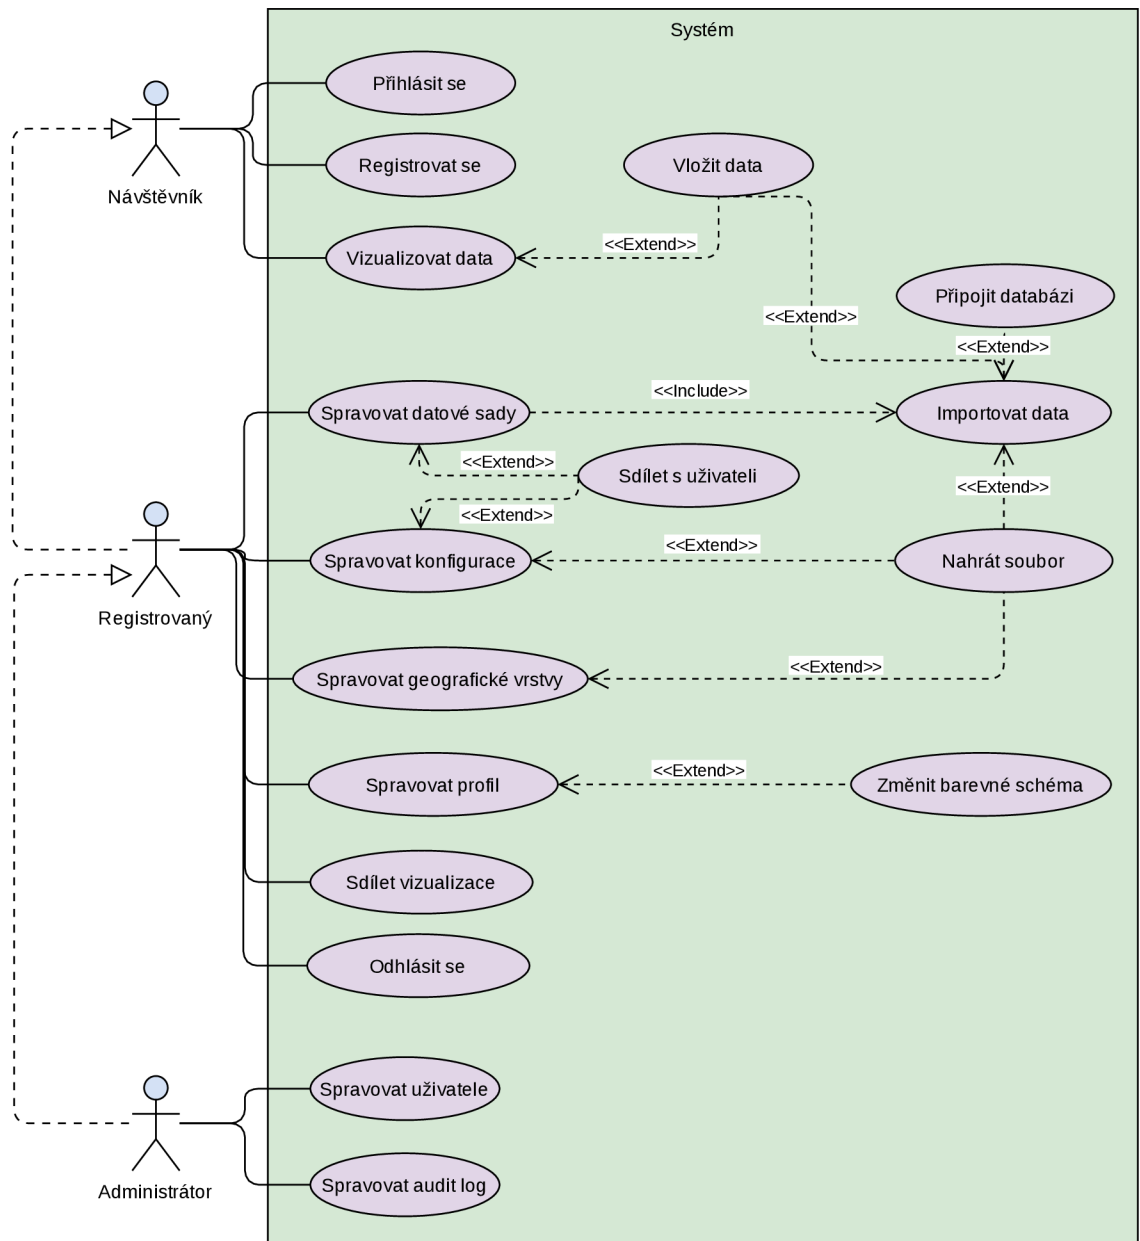 Systém
Přihlásit se
Návštěvník
Registrovat se
Vložit data
Vizualizovat data
<<Extend>>
Připojit databázi
<<Extend>>
<<Extend>>
Spravovat datové sady
<<Include>>
Importovat data
<<Extend>>
Sdílet s uživateli
<<Extend>>
<<Extend>>
Registrovaný
Spravovat konfigurace
<<Extend>>
Nahrát soubor
Spravovat geografické vrstvy
<<Extend>>
Spravovat profil
<<Extend>>
Změnit barevné schéma
Sdílet vizualizace
Odhlásit se
Spravovat uživatele
Administrátor
Spravovat audit log